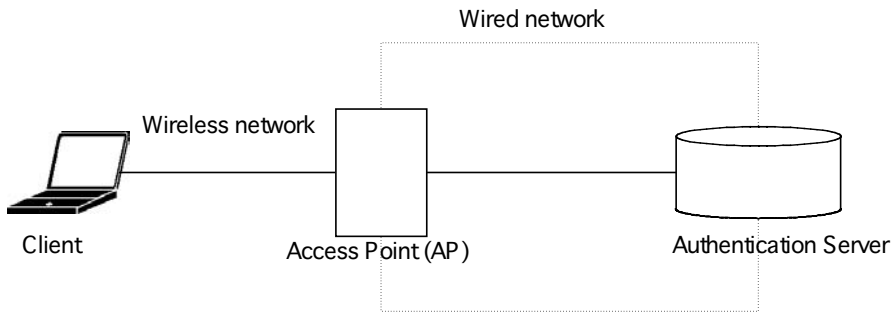 Wired network
Wireless network
Client
Access Point (AP)
Authentication Server